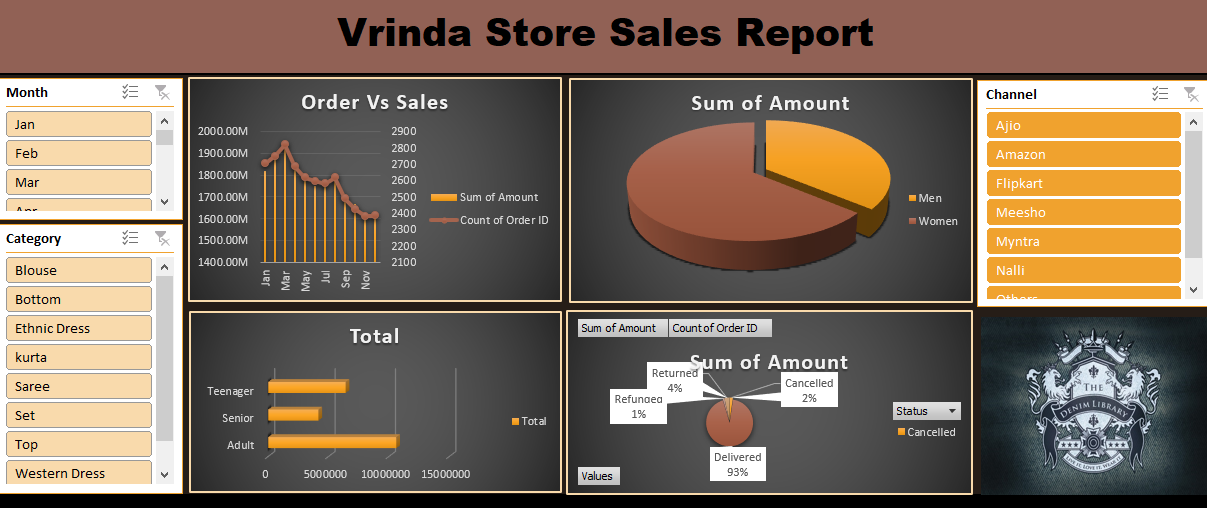 Vrinda Store Sales Report
Month
Jan
Feb
Mar
Apr
Category
Blouse
Bottom
Ethnic Dress
kurta
Saree
Set
Top
Western Dress
Order Vs Sales
2000.00M
1900.00M
1800.00M
1700.00M
1600.00M
1500.00M
1400.00M
2900
2800
2700
2600
2500
2400
2300
2200
2100
Jan
Mar
May
Jul
Sep
Nov
Sum of Amount
Count of Order ID
Sum of Amount
Men
Women
Channel
Ajio
Amazon
Flipkart
Meesho
Myntra
Nalli
Others
Total
Teenager
Senior
Adult
0 5000000 10000000 15000000
Total
Sum of Amount Count of Order ID
Sum of Amount
Returned
4%
Refunded
1%
Cancelled
2%
Delivered
93%
Status
Cancelled
Values
THE
DENIM LIBRARY